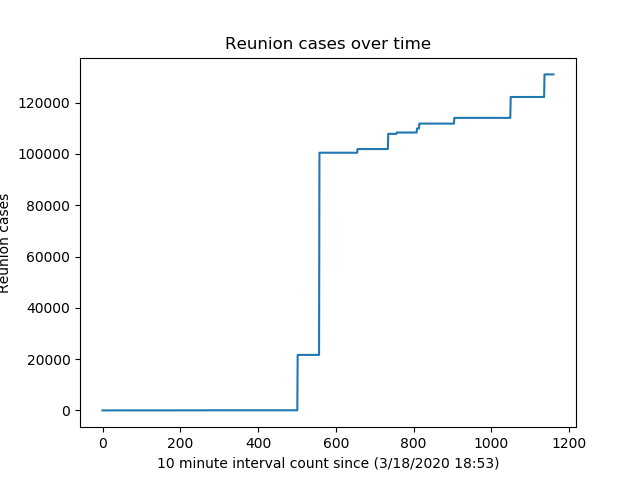 Reunion cases over time
120000
100000
80000
60000
40000
20000
0
Reunion cases
0 200 400 600 800 1000 1200
10 minute interval count since (3/18/2020 18:53)